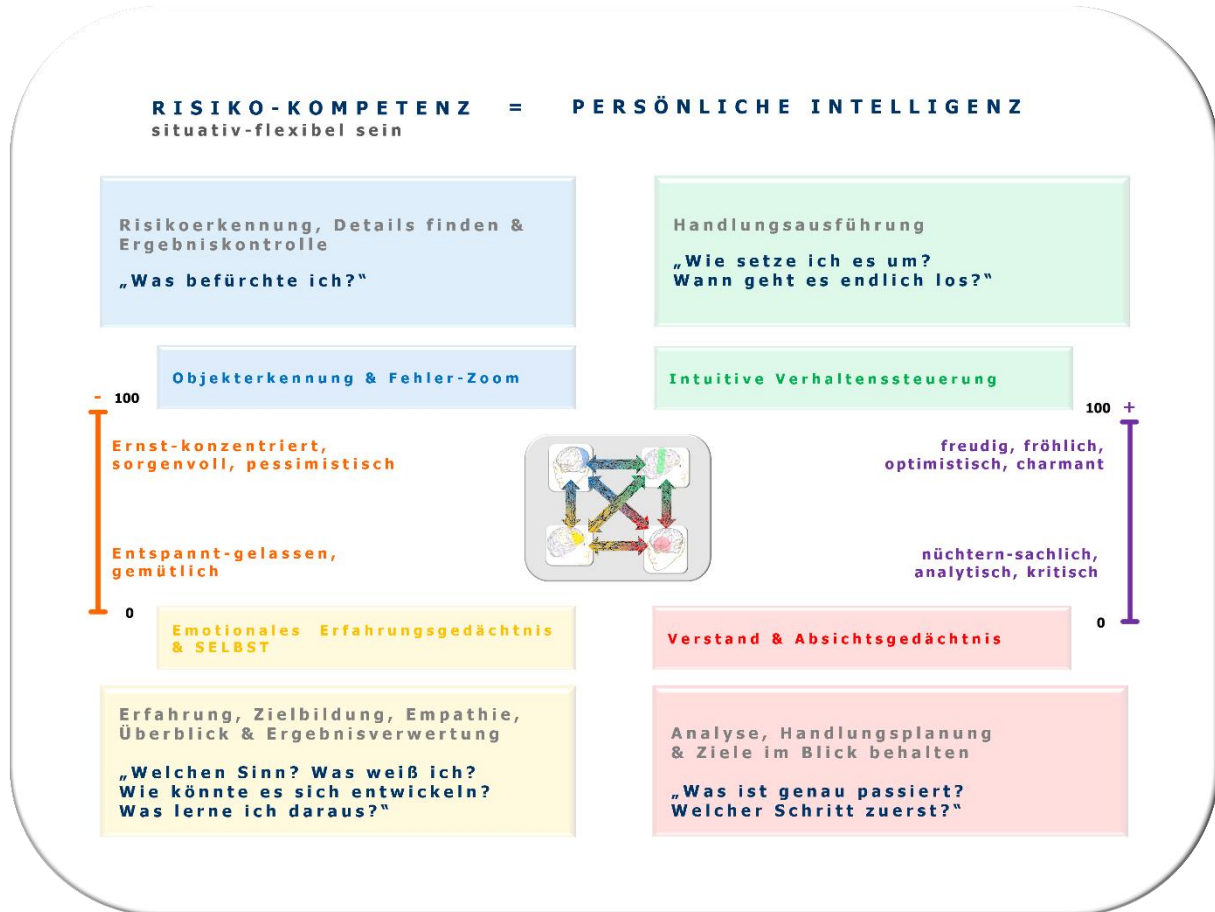 RISIKO-KOMPETENZ = PERSÖNLICHE INTELLIGENZ
situativ-flexibel sein
Risikoerkennung, Details finden &
Ergebniskontrolle
„Was befürchte ich?“
Handlungsausführung
„Wie setze ich es um?
Wann geht es endlich los?“
Objekterkennung & Fehler-Zoom
Intuitive Verhaltenssteuerung
- 100
100 +
Ernst-konzentriert,
sorgenvoll, pessimistisch
freudig, fröhlich,
optimistisch, charmant
Entspannt-gelassen,
gemütlich
nüchtern-sachlich,
analytisch, kritisch
0
0
Emotionales Erfahrungsgedächtnis
& SELBST
Verstand & Absichtsgedächtnis
Erfahrung, Zielbildung, Empathie,
Überblick & Ergebnisverwertung
„Welchen Sinn? Was weiß ich?
Wie könnte es sich entwickeln?
Was lerne ich daraus?“
Analyse, Handlungsplanung
& Ziele im Blick behalten
„Was ist genau passiert?
Welcher Schritt zuerst?“